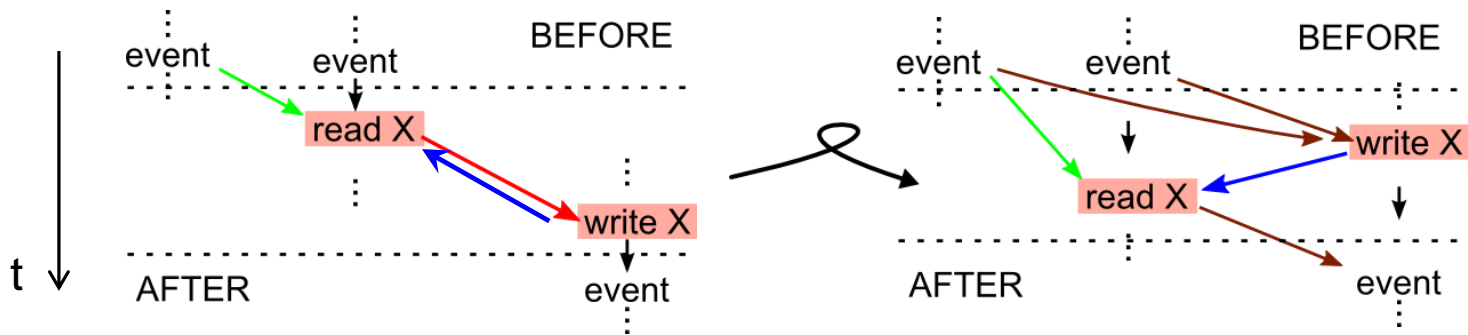 event
event
BEFORE
read X
write X
AFTER
event
t
event
event
BEFORE
write X
read X
AFTER
event